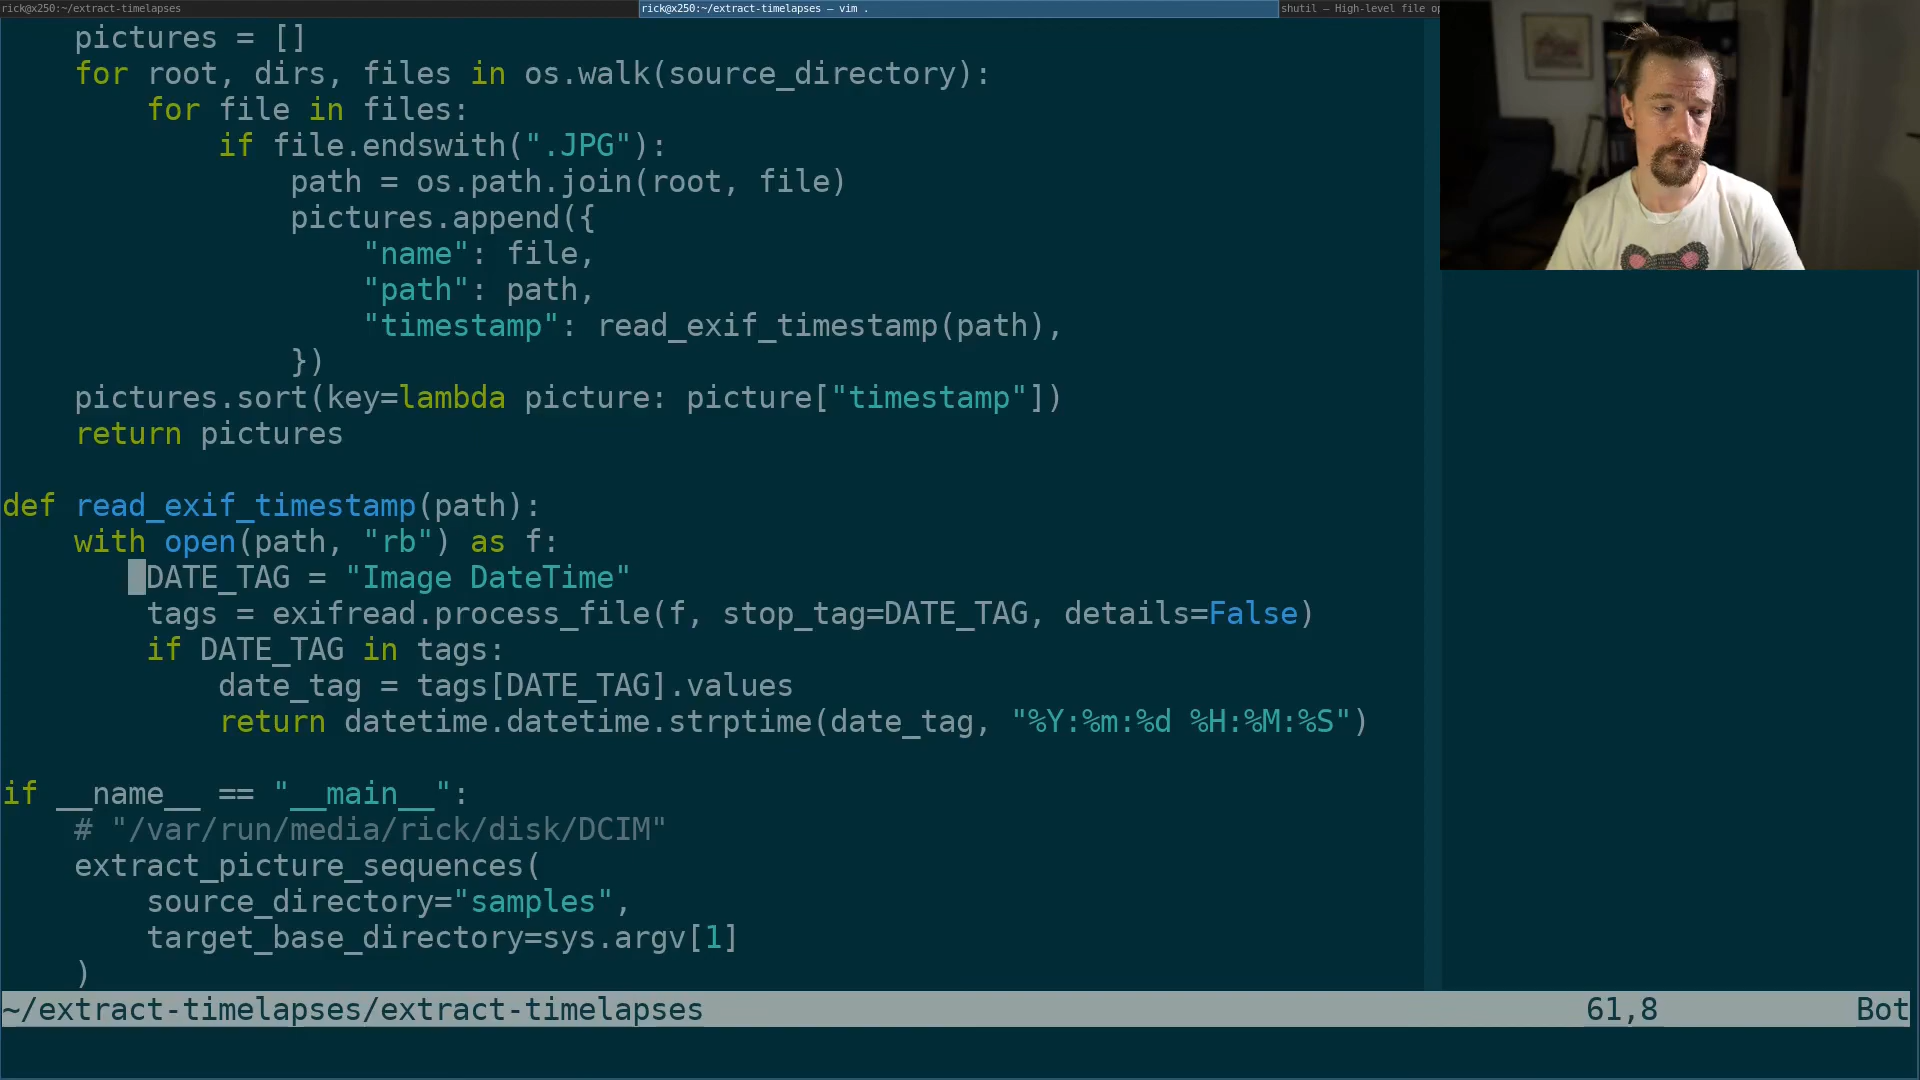 rick@x250:~/extract-timelapses
rick@x250:~/extract-timelapses — vim .
shutil — High-level file op
pictures = []
for root, dirs, files in os.walk(source_directory):
for file in files:
if file.endswith(".JPG"):
path = os.path.join(root, file)
pictures.append({
"name": file,
"path": path,
"timestamp": read_exif_timestamp(path),
})
pictures.sort(key=lambda picture: picture["timestamp"])
return pictures
def read_exif_timestamp(path):
with open(path, "rb") as f:
DATE_TAG = "Image DateTime"
tags = exifread.process_file(f, stop_tag=DATE_TAG, details=False)
if DATE_TAG in tags:
date_tag = tags[DATE_TAG].values
return datetime.datetime.strptime(date_tag, "%Y:%m:%d %H:%M:%S")
if __name__ == "__main__":
# "/var/run/media/rick/disk/DCIM"
extract_picture_sequences(
source_directory="samples",
target_base_directory=sys.argv[1]
)
~/extract-timelapses/extract-timelapses 61,8 Bot